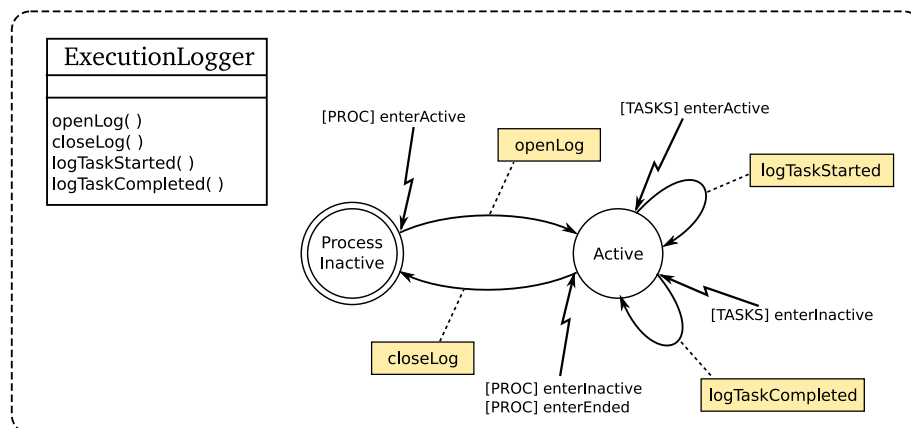 ExecutionLogger
openLog( )
closeLog( )
logTaskStarted( )
logTaskCompleted( )
[PROC] enterActive
[TASKS] enterActive
openLog
logTaskStarted
Process
Inactive
Active
[TASKS] enterInactive
closeLog
[PROC] enterInactive
[PROC] enterEnded
logTaskCompleted